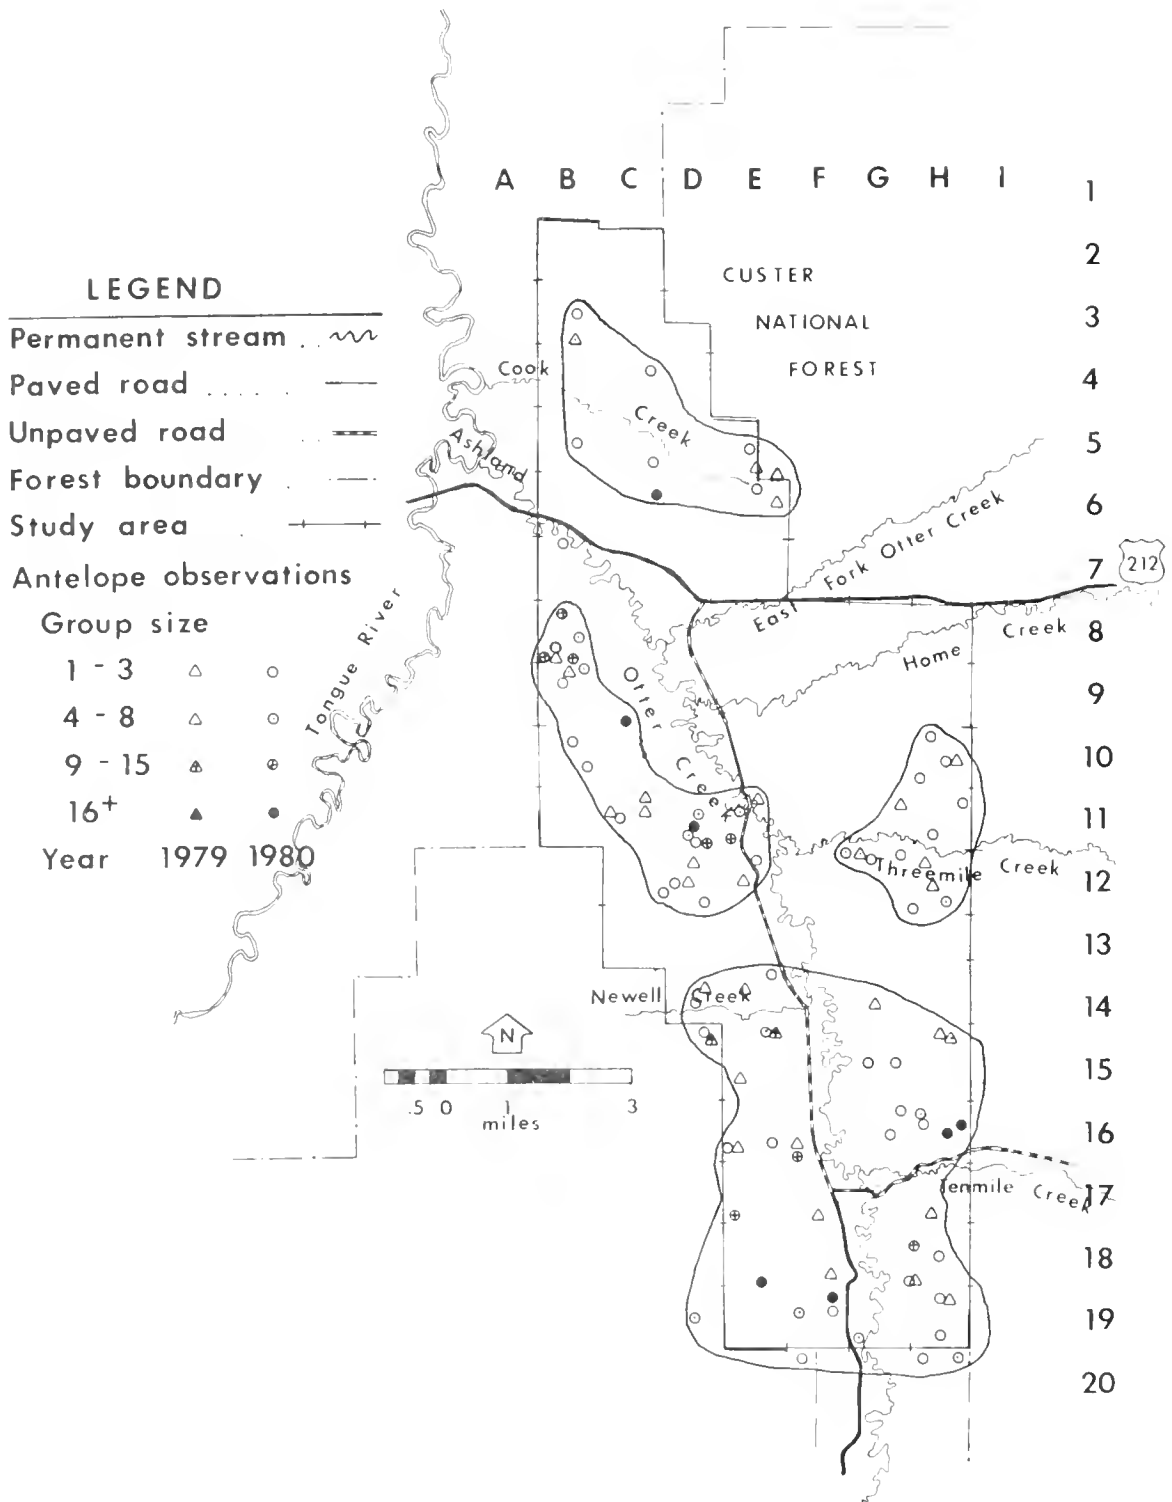 A B C D E F G H I
1
2
CUSTER
NATIONAL
FOREST
3
4
5
6
7
8
9
10
11
12
13
14
15
16
17
18
19
20
LEGEND
Permanent stream . .
Paved road . . . . .
Unpaved road . .
Forest boundary .
Study area .
Antelope observations
Group size
1 - 3
4 - 8
9 - 15
16+
Year 1979 1980
Cook
Creek
Ashland
Fork Otter Creek
East
212
Home Creek
Tongue River
Otter
Creek
Threemile Creek
Newell Creek
N
.5 0 1 3
miles
Tenmile Creek